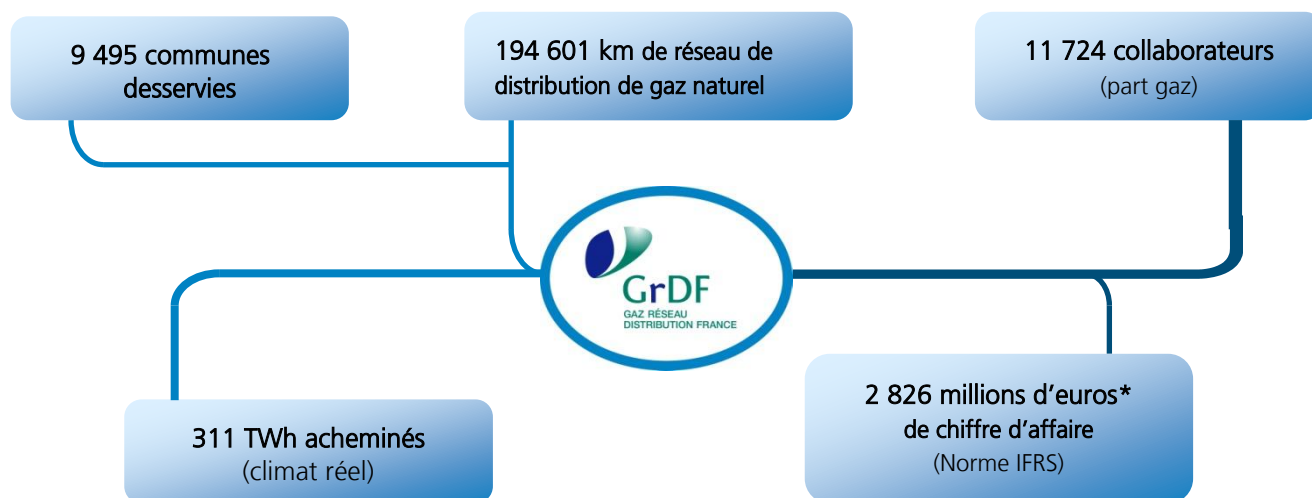 9 495 communes
desservies
194 601 km de réseau de
distribution de gaz naturel
11 724 collaborateurs
(part gaz)
GrDF
GAZ RÉSEAU
DISTRIBUTION FRANCE
311 TWh acheminés
(climat réel)
2 826 millions d’euros*
de chiffre d’affaire
(Norme IFRS)